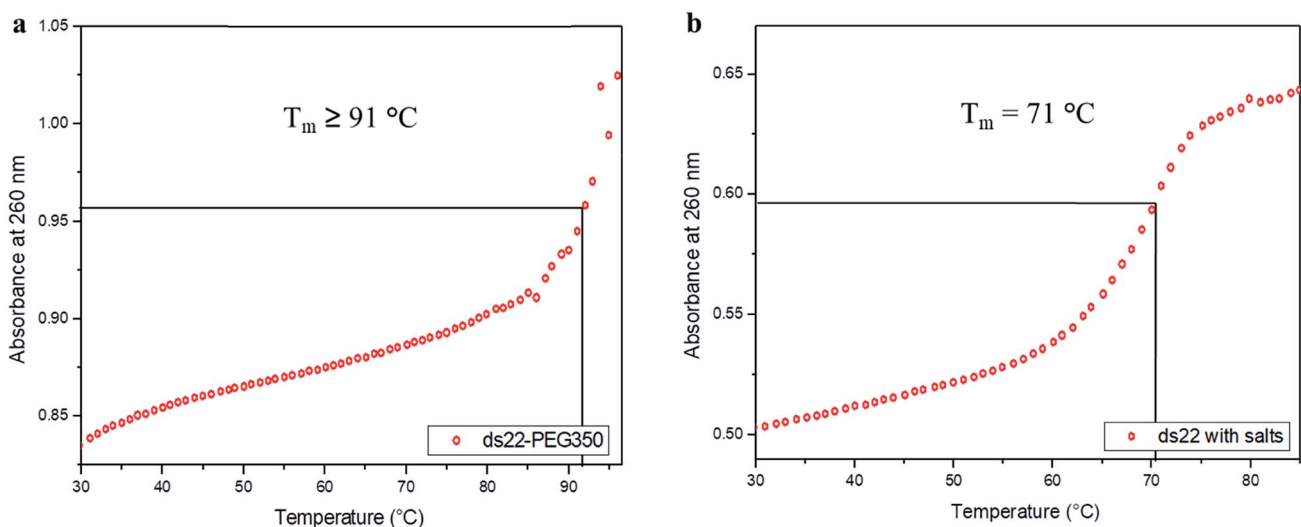 a
1.05
1.00
0.95
0.90
0.85
Absorbance at 260 nm
Tm ≥ 91 °C
ds22-PEG350
30 40 50 60 70 80 90
Temperature (°C)
b
0.65
0.60
0.55
0.50
Absorbance at 260 nm
Tm = 71 °C
ds22 with salts
30 40 50 60 70 80
Temperature (°C)